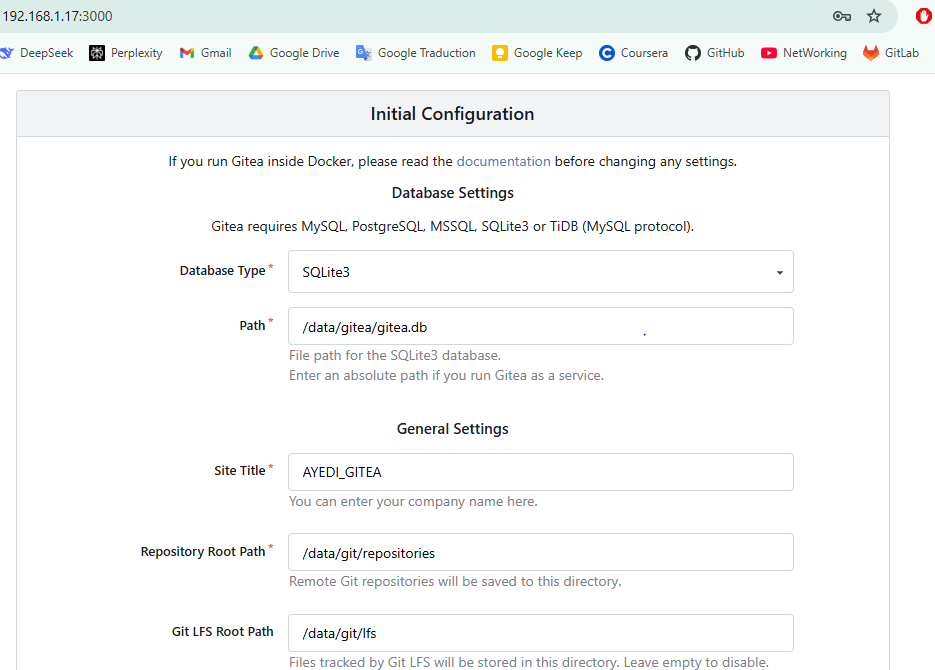 192.168.1.17:3000
DeepSeek Perplexity Gmail Google Drive Google Traduction Google Keep Coursera GitHub NetWorking GitLab
Initial Configuration
If you run Gitea inside Docker, please read the documentation before changing any settings.
Database Settings
Gitea requires MySQL, PostgreSQL, MSSQL, SQLite3 or TiDB (MySQL protocol).
Database Type * SQLite3
Path * /data/gitea/gitea.db
File path for the SQLite3 database.
Enter an absolute path if you run Gitea as a service.
General Settings
Site Title * AYEDI_GITEA
You can enter your company name here.
Repository Root Path * /data/git/repositories
Remote Git repositories will be saved to this directory.
Git LFS Root Path /data/git/lfs
Files tracked by Git LFS will be stored in this directory. Leave empty to disable.